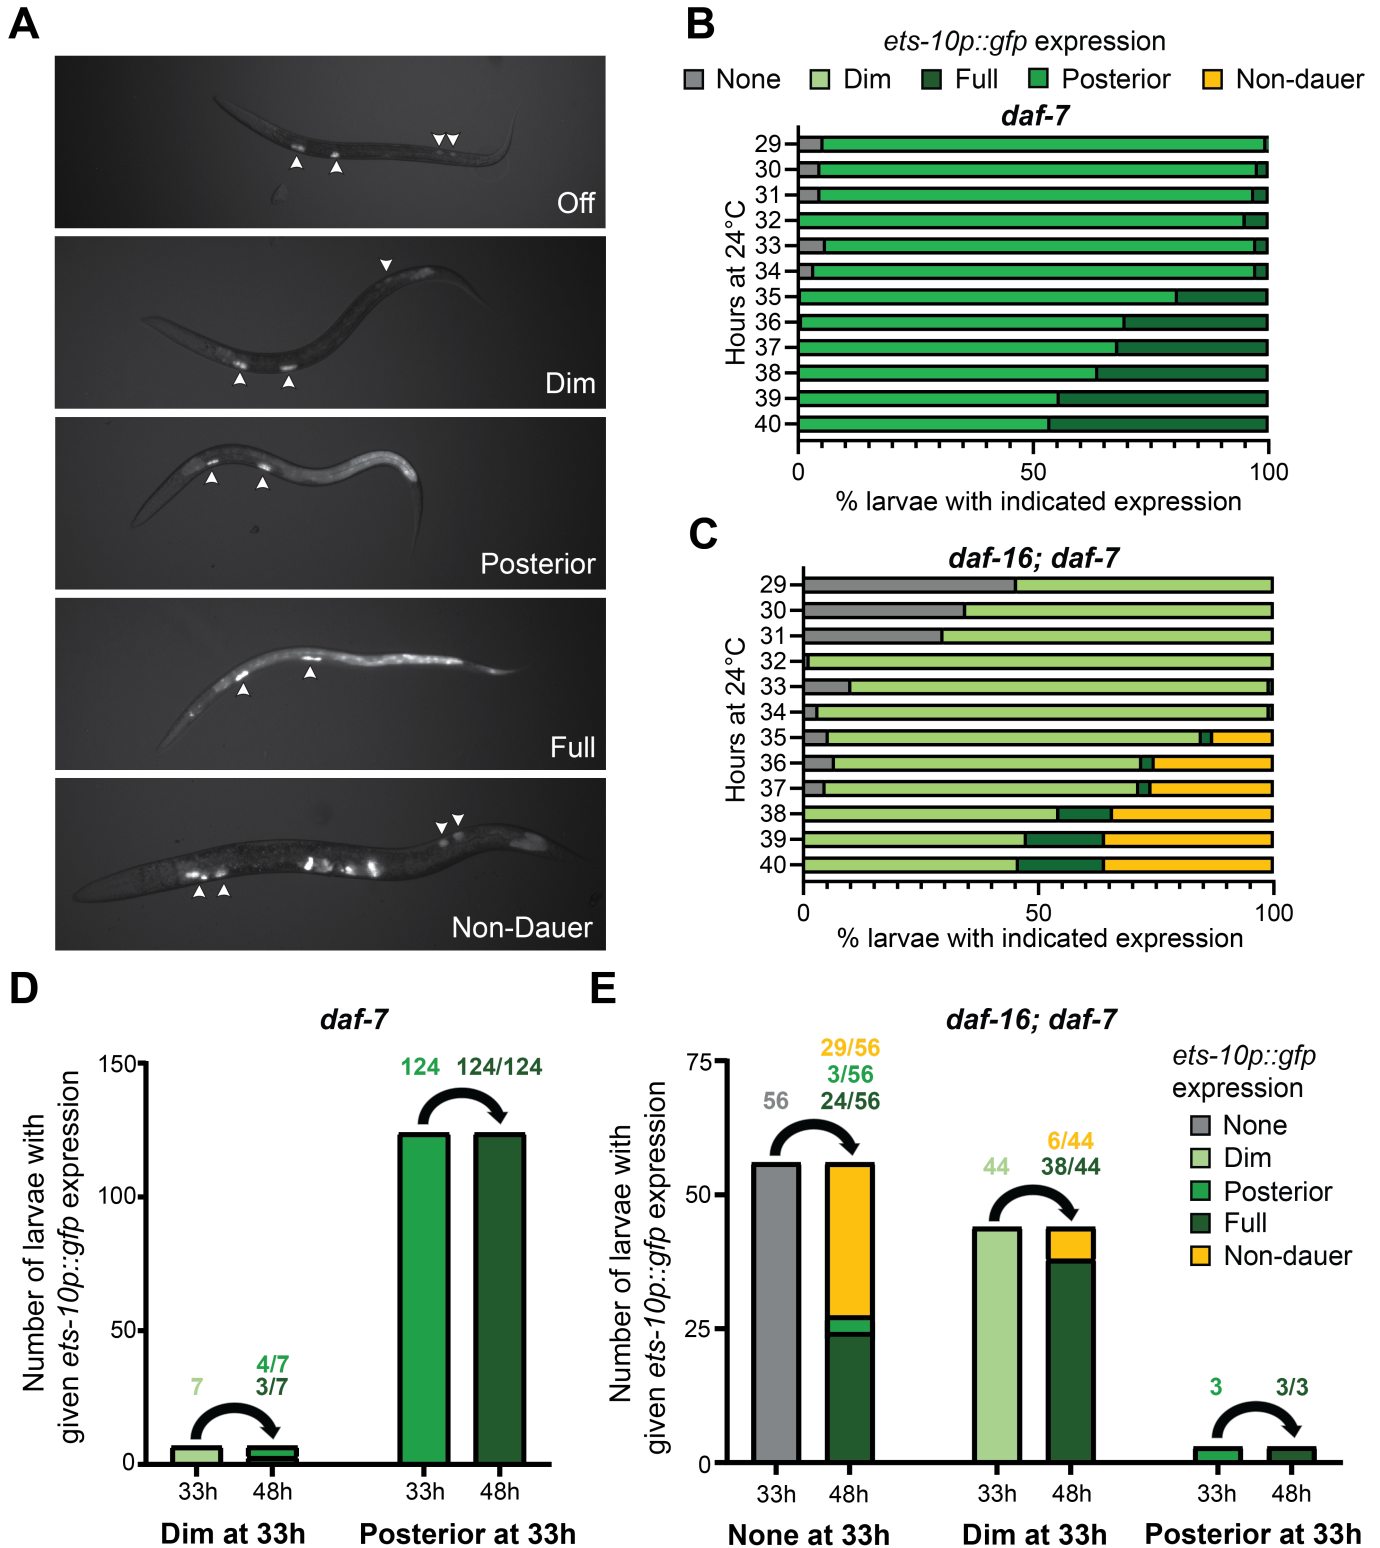 A
Off
Dim
Posterior
Full
Non-Dauer
B
ets-10p::gfp expression
None Dim Full Posterior Non-dauer
daf-7
Hours at 24°C
29
30
31
32
33
34
35
36
37
38
39
40
0 50 100
% larvae with indicated expression
C
daf-16; daf-7
Hours at 24°C
29
30
31
32
33
34
35
36
37
38
39
40
0 50 100
% larvae with indicated expression
D
daf-7
Number of larvae with
given ets-10p::gfp expression
150
100
50
0
7
4/7
3/7
124 124/124
33h 48h 33h 48h
Dim at 33h Posterior at 33h
E
daf-16; daf-7
Number of larvae with
given ets-10p::gfp expression
75
50
25
0
56
29/56
3/56
24/56
44
6/44
38/44
3 3/3
33h 48h 33h 48h 33h 48h
None at 33h Dim at 33h Posterior at 33h
ets-10p::gfp
expression
None
Dim
Posterior
Full
Non-dauer